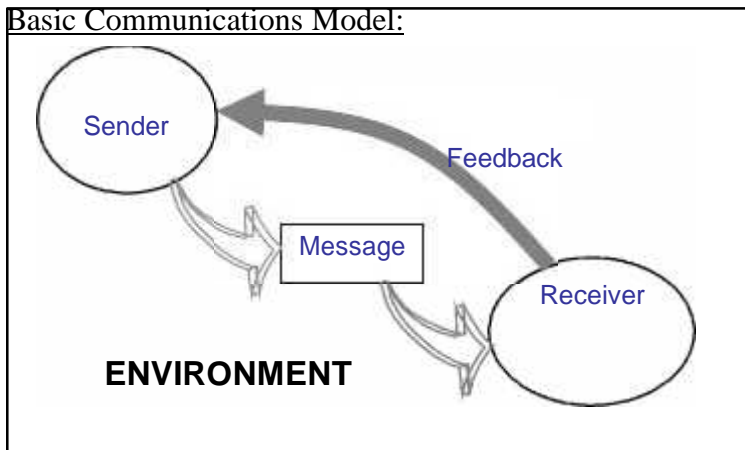 Basic Communications Model:
Sender
Feedback
Message
Receiver
ENVIRONMENT